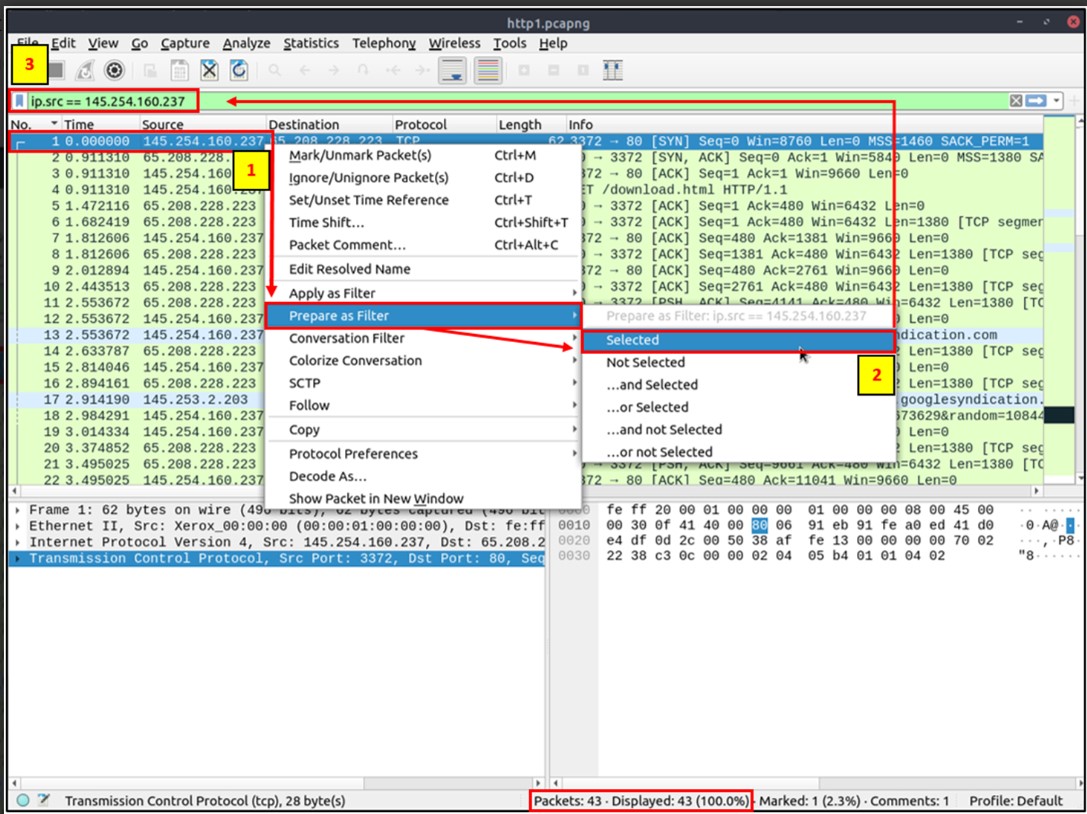 http1.pcapng
File Edit View Go Capture Analyze Statistics Telephony Wireless Tools Help
3
ip.src == 145.254.160.237
No. Time Source Destination Protocol Length Info
1 0.000000 145.254.160.237 65.208.228.223 TCP 62 3372 → 80 [SYN] Seq=0 Win=8760 Len=0 MSS=1460 SACK_PERM=1
2 0.911310 65.208.228. → 3372 [SYN, ACK] Seq=0 Ack=1 Win=5840 Len=0 MSS=1380 SA
3 0.911310 145.254.160 → 80 [ACK] Seq=1 Ack=1 Win=9660 Len=0
4 0.911310 145.254.160.237 /download.html HTTP/1.1
5 1.472116 65.208.228.223 → 3372 [ACK] Seq=1 Ack=480 Win=6432 Len=0
6 1.682419 65.208.228.223 → 3372 [ACK] Seq=1 Ack=480 Win=6432 Len=1380 [TCP segmen
7 1.812606 145.254.160.237 → 80 [ACK] Seq=480 Ack=1381 Win=9660 Len=0
8 1.812606 65.208.228.223 → 3372 [ACK] Seq=1381 Ack=480 Win=6432 Len=1380 [TCP seg
9 2.012894 145.254.160.237 372 → 80 [ACK] Seq=480 Ack=2761 Win=9660 Len=0
10 2.443513 65.208.228.223 → 3372 [ACK] Seq=2761 Ack=480 Win=6432 Len=1380 [TCP seg
11 2.553672 65.208.228.223 → 3372 [PSH, ACK] Seq=4141 Ack=480 Win=6432 Len=1380 [TC
12 2.553672 145.254.160.237 Len=0
13 2.553672 145.254.160.237 ndication.com
14 2.633787 65.208.228.223 Len=1380 [TCP seg
15 2.814046 145.254.160.237 Len=0
16 2.894161 65.208.228.223 Len=1380 [TCP seg
17 2.914190 145.253.2.203 googlesyndication.
18 2.984291 145.254.160.237 73629&random=10844
19 3.014334 145.254.160.237 Len=0
20 3.374852 65.208.228.223 Len=1380 [TCP seg
21 3.495025 65.208.228.223 → 3372 [PSH, ACK] Seq=9661 Ack=480 Win=6432 Len=1380 [TC
22 3.495025 145.254.160.237 → 80 [ACK] Seq=480 Ack=11041 Win=9660 Len=0
1
Mark/Unmark Packet(s) Ctrl+M
Ignore/Unignore Packet(s) Ctrl+D
Set/Unset Time Reference Ctrl+T
Time Shift... Ctrl+Shift+T
Packet Comment... Ctrl+Alt+C
Edit Resolved Name
Apply as Filter
Prepare as Filter
Conversation Filter
Colorize Conversation
SCTP
Follow
Copy
Protocol Preferences
Decode As...
Show Packet in New Window
Prepare as Filter: ip.src == 145.254.160.237
Selected
Not Selected
...and Selected
...or Selected
...and not Selected
...or not Selected
2
Frame 1: 62 bytes on wire (496 bits), 62 bytes captured (496 bit
Ethernet II, Src: Xerox_00:00:00 (00:00:01:00:00:00), Dst: fe:ff
Internet Protocol Version 4, Src: 145.254.160.237, Dst: 65.208.2
Transmission Control Protocol, Src Port: 3372, Dst Port: 80, Seq
0000 fe ff 20 00 01 00 00 00 01 00 00 00 08 00 45 00
0010 00 30 0f 41 40 00 80 06 91 eb 91 fe a0 ed 41 d0 ·0·A@·
0020 e4 df 0d 2c 00 50 38 af fe 13 00 00 00 00 70 02 ···,·P8·
0030 22 38 c3 0c 00 00 02 04 05 b4 01 01 04 02 "8······
Transmission Control Protocol (tcp), 28 byte(s)
Packets: 43 · Displayed: 43 (100.0%) · Marked: 1 (2.3%) · Comments: 1
Profile: Default